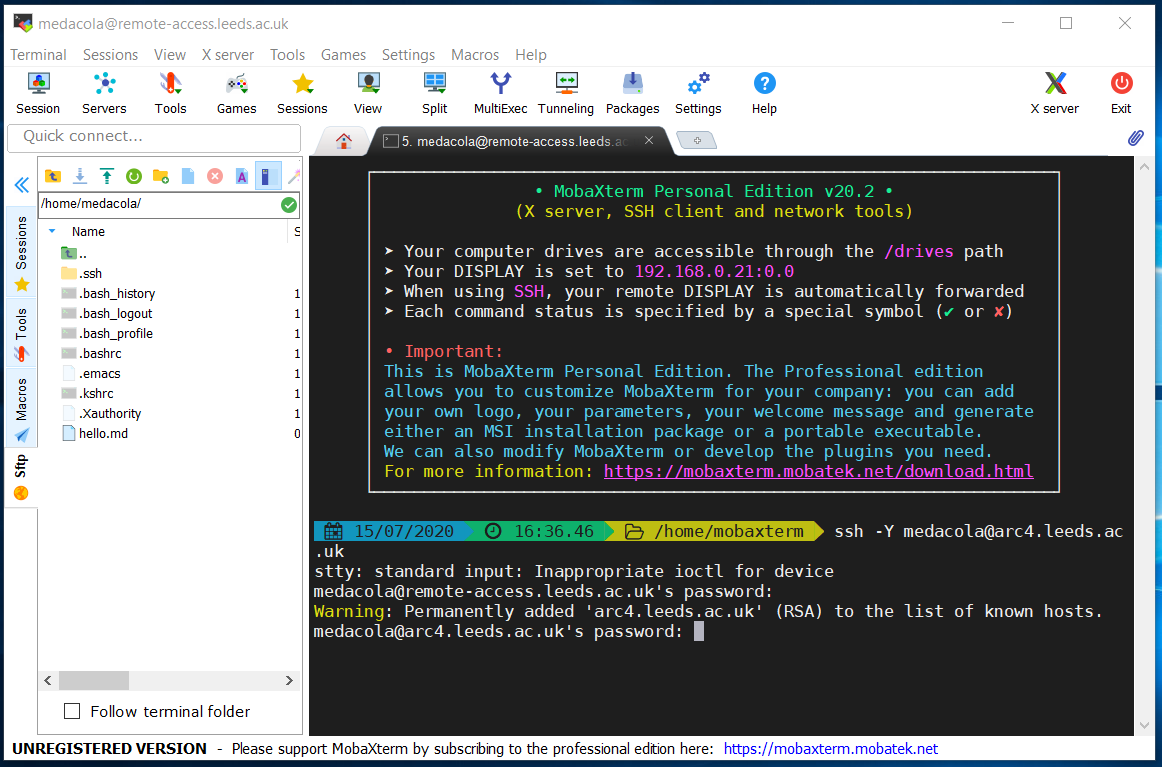 medacola@remote-access.leeds.ac.uk
Terminal Sessions View X server Tools Games Settings Macros Help
Session Servers Tools Games Sessions View Split MultiExec Tunneling Packages Settings Help X server Exit
Quick connect...
5. medacola@remote-access.leeds.ac
/home/medacola/
Name S
..
.ssh
.bash_history 1
.bash_logout 1
.bash_profile 1
.bashrc 1
.emacs 1
.kshrc 1
.Xauthority 1
hello.md 0
Sessions
Tools
Macros
Sftp
Follow terminal folder
• MobaXterm Personal Edition v20.2 •
(X server, SSH client and network tools)
➤ Your computer drives are accessible through the /drives path
➤ Your DISPLAY is set to 192.168.0.21:0.0
➤ When using SSH, your remote DISPLAY is automatically forwarded
➤ Each command status is specified by a special symbol (✔ or ✘)
• Important:
This is MobaXterm Personal Edition. The Professional edition
allows you to customize MobaXterm for your company: you can add
your own logo, your parameters, your welcome message and generate
either an MSI installation package or a portable executable.
We can also modify MobaXterm or develop the plugins you need.
For more information: https://mobaxterm.mobatek.net/download.html
15/07/2020 16:36.46 /home/mobaxterm ssh -Y medacola@arc4.leeds.ac
.uk
stty: standard input: Inappropriate ioctl for device
medacola@remote-access.leeds.ac.uk's password:
Warning: Permanently added 'arc4.leeds.ac.uk' (RSA) to the list of known hosts.
medacola@arc4.leeds.ac.uk's password:
UNREGISTERED VERSION - Please support MobaXterm by subscribing to the professional edition here: https://mobaxterm.mobatek.net